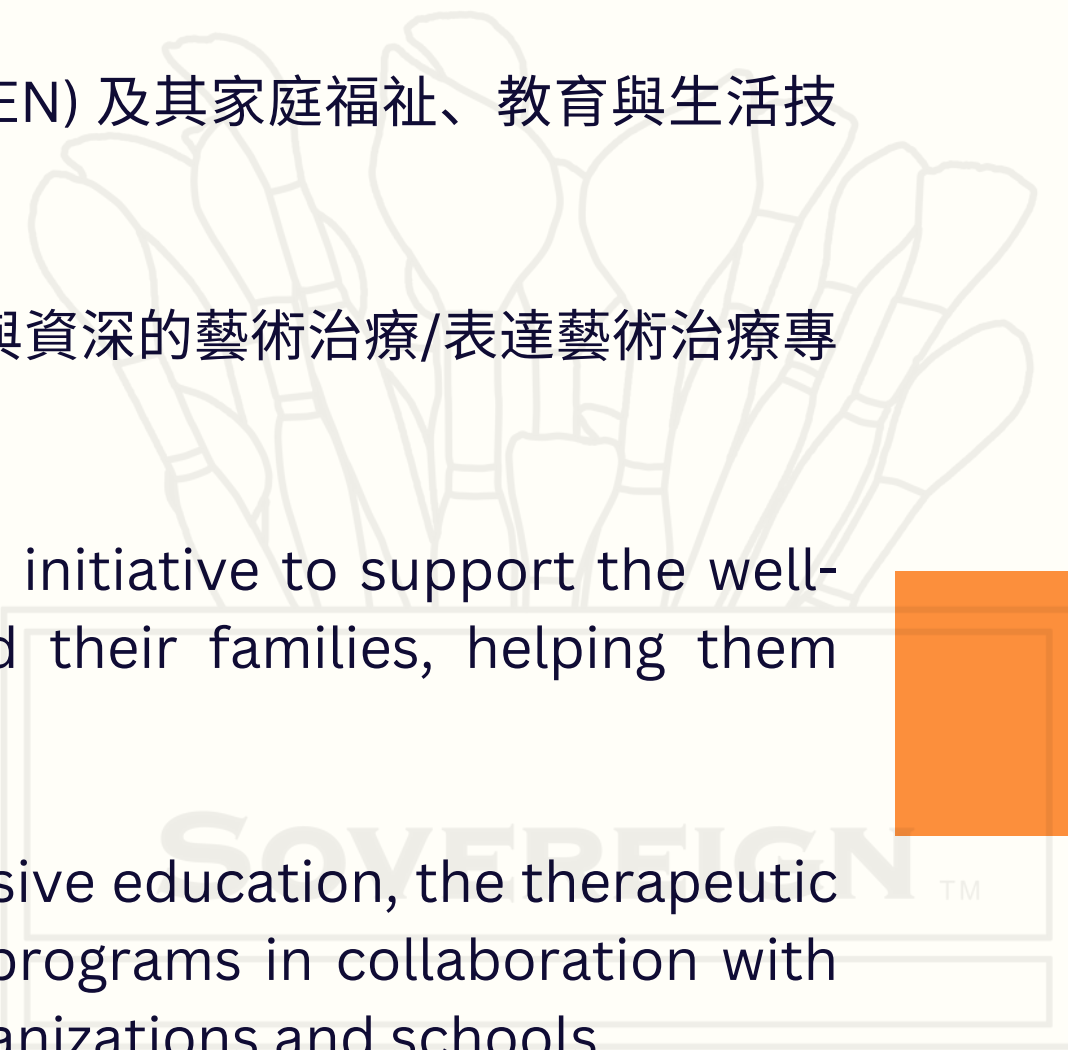 EN) 及其家庭福祉、教育與生活技
與資深的藝術治療/表達藝術治療專
initiative to support the well-
their families, helping them
sive education, the therapeutic
programs in collaboration with
anizations and schools.
SOVEREIGN TM